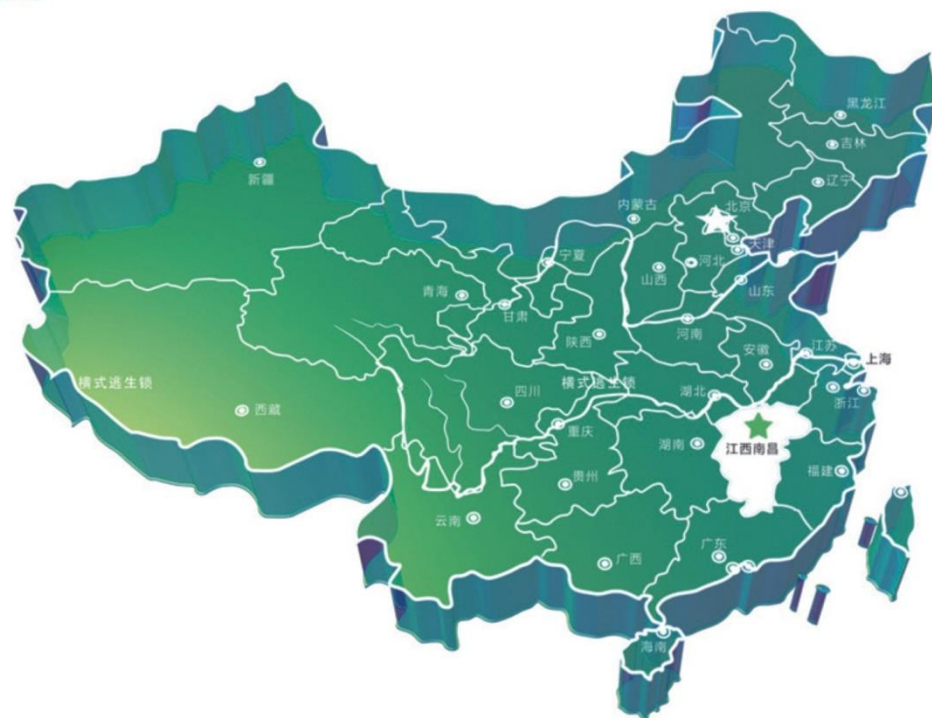 黑龙江
吉林
新疆
辽宁
内蒙古
北京
天津
宁夏
河北
山西
青海
山东
甘肃
河南
陕西
安徽
江苏
上海
横式逃生锁
四川
横式逃生锁
湖北
浙江
西藏
重庆
湖南
江西南昌
福建
贵州
云南
广东
广西
海南